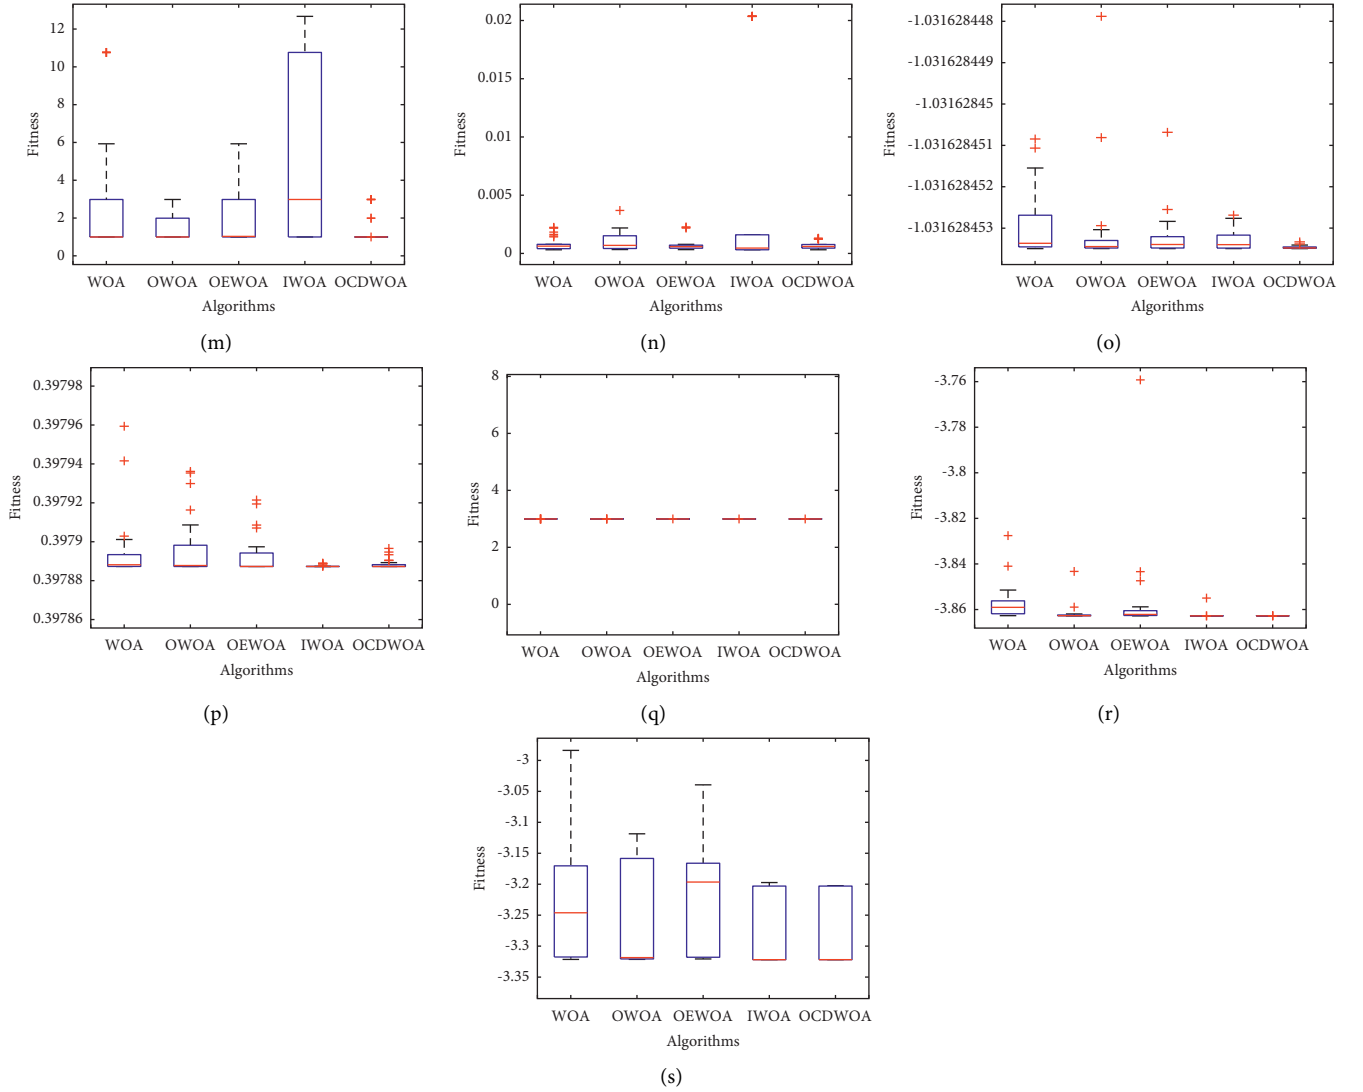 12
10
8
6
4
2
0
Fitness
WOA OWOA OEWOA IWOA OCDWOA
Algorithms
(m)
0.02
0.015
0.01
0.005
0
Fitness
WOA OWOA OEWOA IWOA OCDWOA
Algorithms
(n)
-1.031628448
-1.031628449
-1.03162845
-1.031628451
-1.031628452
-1.031628453
Fitness
WOA OWOA OEWOA IWOA OCDWOA
Algorithms
(o)
0.39798
0.39796
0.39794
0.39792
0.3979
0.39788
0.39786
Fitness
WOA OWOA OEWOA IWOA OCDWOA
Algorithms
(p)
8
6
4
2
0
Fitness
WOA OWOA OEWOA IWOA OCDWOA
Algorithms
(q)
-3.76
-3.78
-3.8
-3.82
-3.84
-3.86
Fitness
WOA OWOA OEWOA IWOA OCDWOA
Algorithms
(r)
-3
-3.05
-3.1
-3.15
-3.2
-3.25
-3.3
-3.35
Fitness
WOA OWOA OEWOA IWOA OCDWOA
Algorithms
(s)